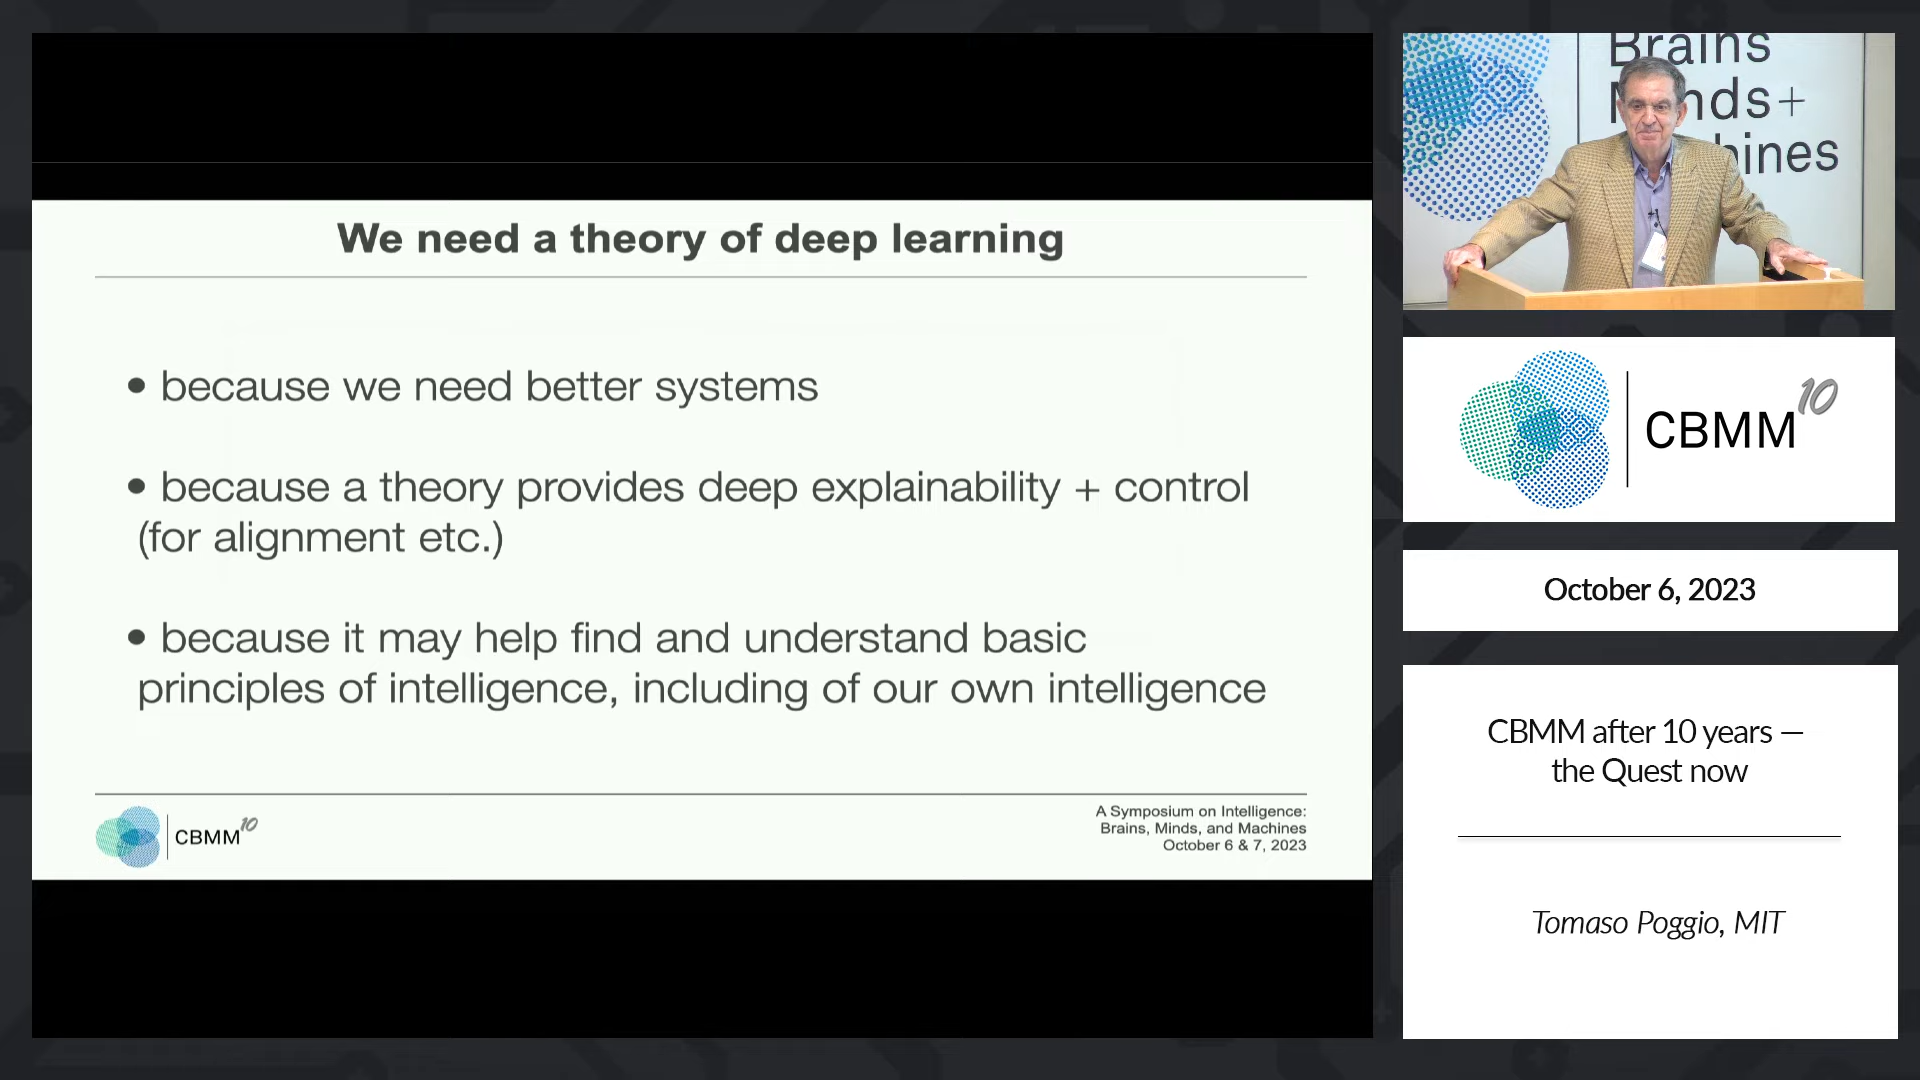 We need a theory of deep learning
• because we need better systems
• because a theory provides deep explainability + control
(for alignment etc.)
• because it may help find and understand basic
principles of intelligence, including of our own intelligence
CBMM10
A Symposium on Intelligence:
Brains, Minds, and Machines
October 6 & 7, 2023
Brains
nds+
hines
CBMM10
October 6, 2023
CBMM after 10 years —
the Quest now
Tomaso Poggio, MIT